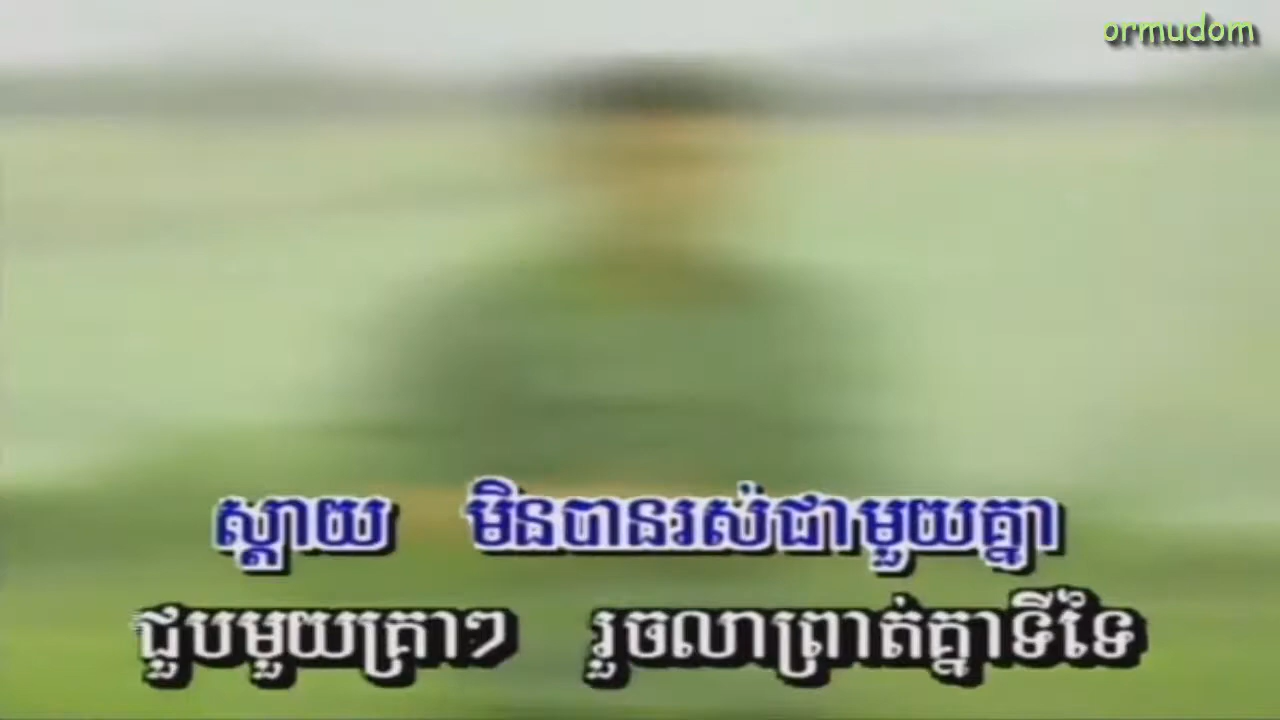 ormudom
ស្ដាយ មិនបានរស់ជាមួយគ្នា
ជួបមួយគ្រាៗ រួចលាព្រាត់គ្នាទីទៃ